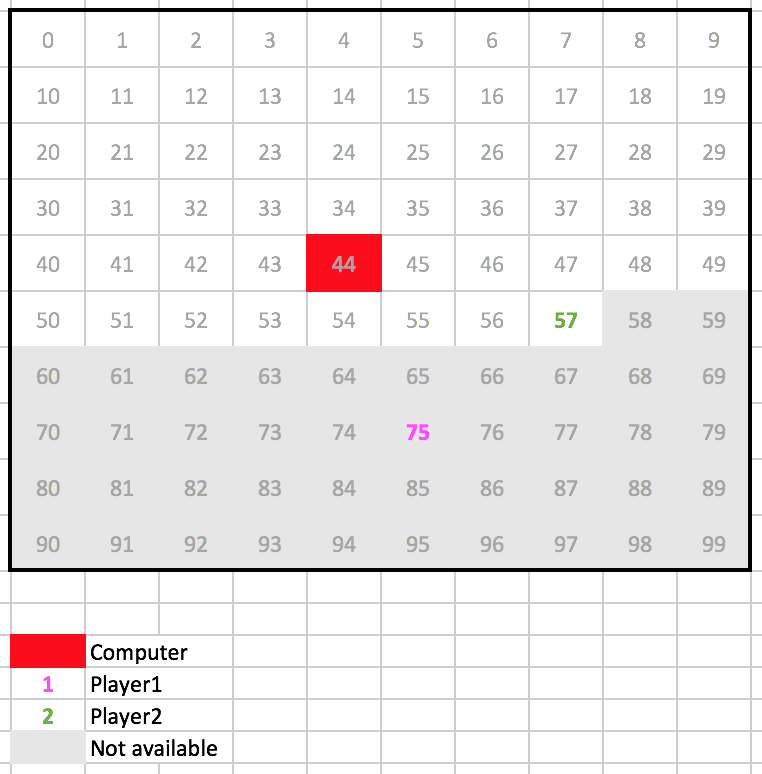 0 1 2 3 4 5 6 7 8 9
10 11 12 13 14 15 16 17 18 19
20 21 22 23 24 25 26 27 28 29
30 31 32 33 34 35 36 37 38 39
40 41 42 43 44 45 46 47 48 49
50 51 52 53 54 55 56 57 58 59
60 61 62 63 64 65 66 67 68 69
70 71 72 73 74 75 76 77 78 79
80 81 82 83 84 85 86 87 88 89
90 91 92 93 94 95 96 97 98 99
Computer
1 Player1
2 Player2
Not available